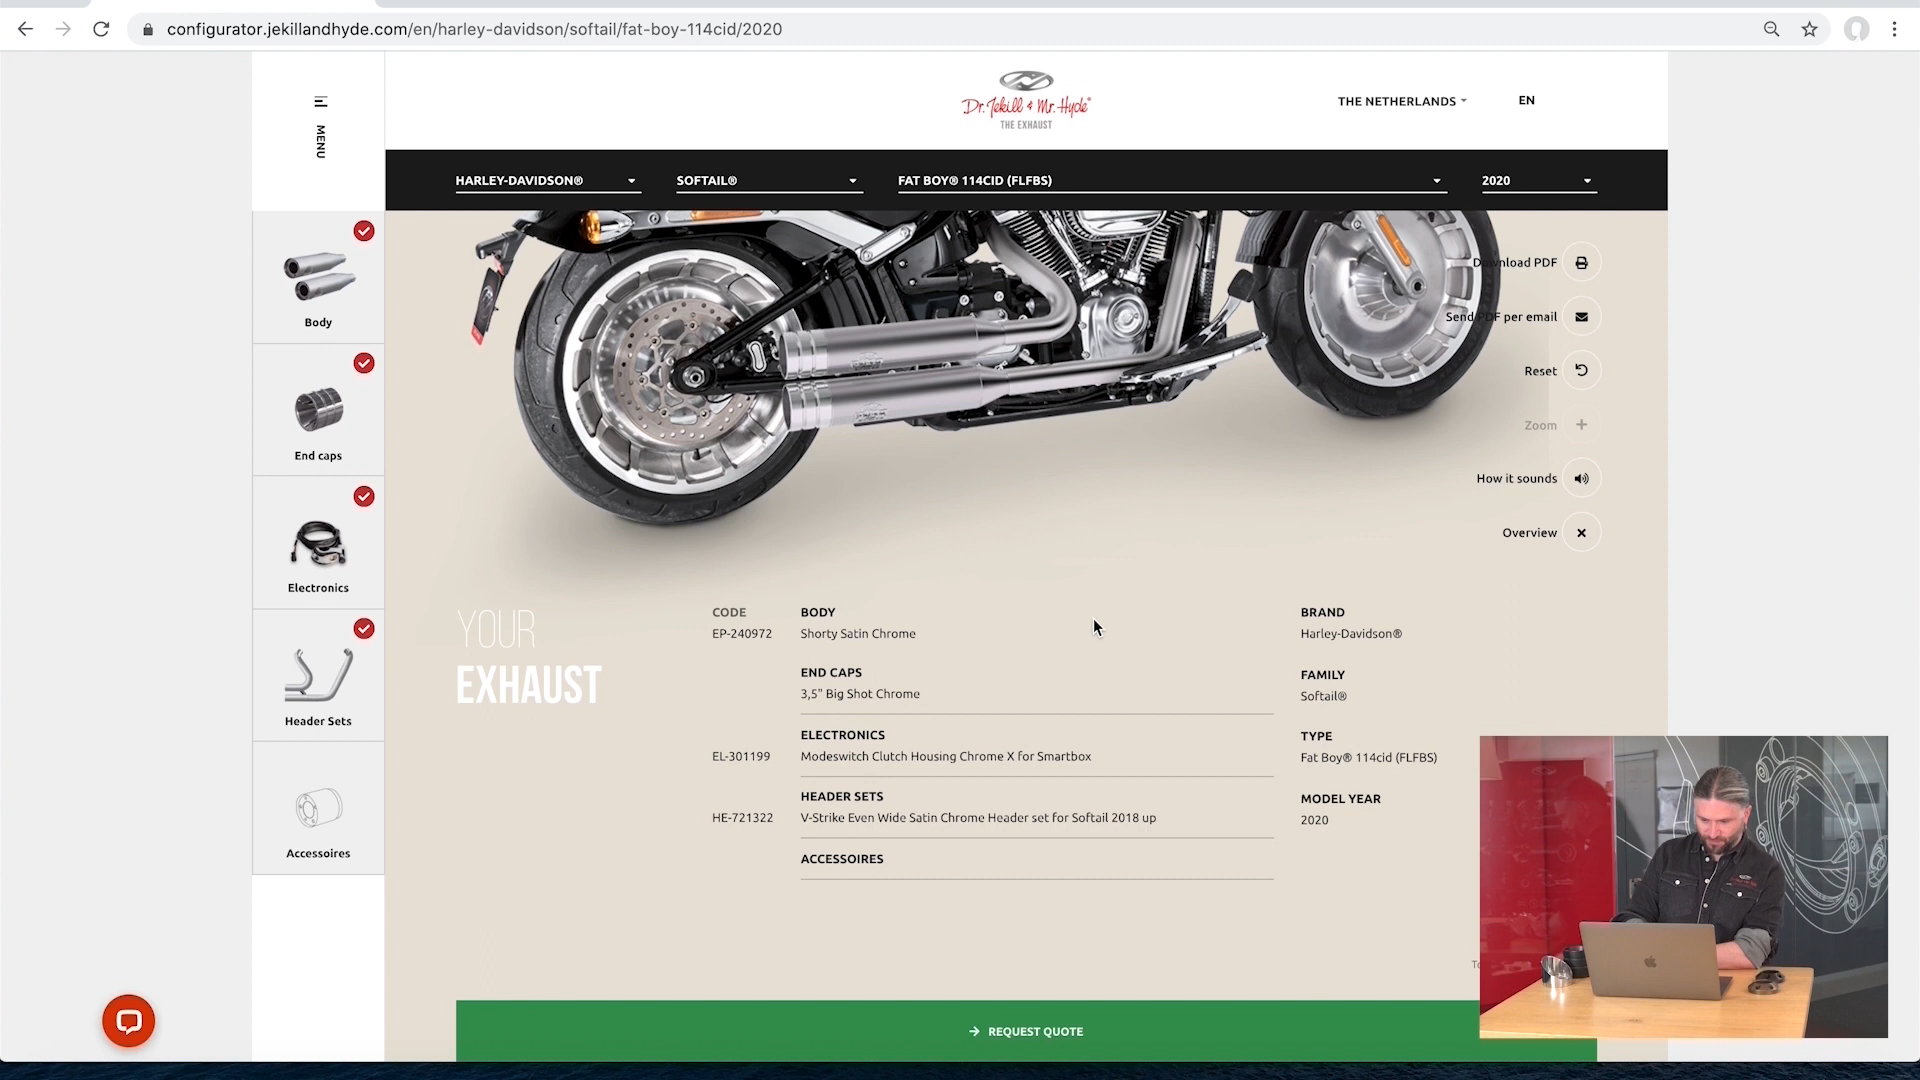 configurator.jekillandhyde.com/en/harley-davidson/softail/fat-boy-114cid/2020
MENU
Dr. Jekill & Mr. Hyde®
THE EXHAUST
THE NETHERLANDS
EN
HARLEY-DAVIDSON®
SOFTAIL®
FAT BOY® 114CID (FLFBS)
2020
Body
End caps
Electronics
Header Sets
Accessoires
Download PDF
Send PDF per email
Reset
Zoom
How it sounds
Overview
YOUR
EXHAUST
CODE
BODY
EP-240972
Shorty Satin Chrome
END CAPS
3,5" Big Shot Chrome
ELECTRONICS
EL-301199
Modeswitch Clutch Housing Chrome X for Smartbox
HEADER SETS
HE-721322
V-Strike Even Wide Satin Chrome Header set for Softail 2018 up
ACCESSOIRES
BRAND
Harley-Davidson®
FAMILY
Softail®
TYPE
Fat Boy® 114cid (FLFBS)
MODEL YEAR
2020
REQUEST QUOTE